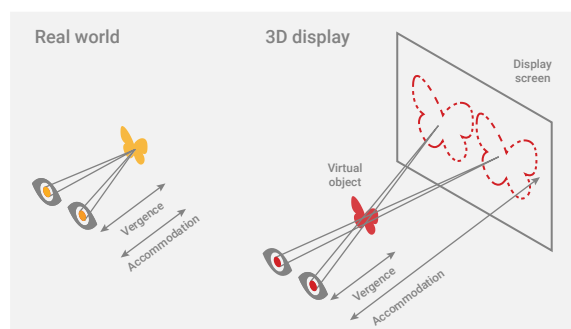 Real world
3D display
Display
screen
Virtual
object
Vergence
Accommodation
Vergence
Accommodation